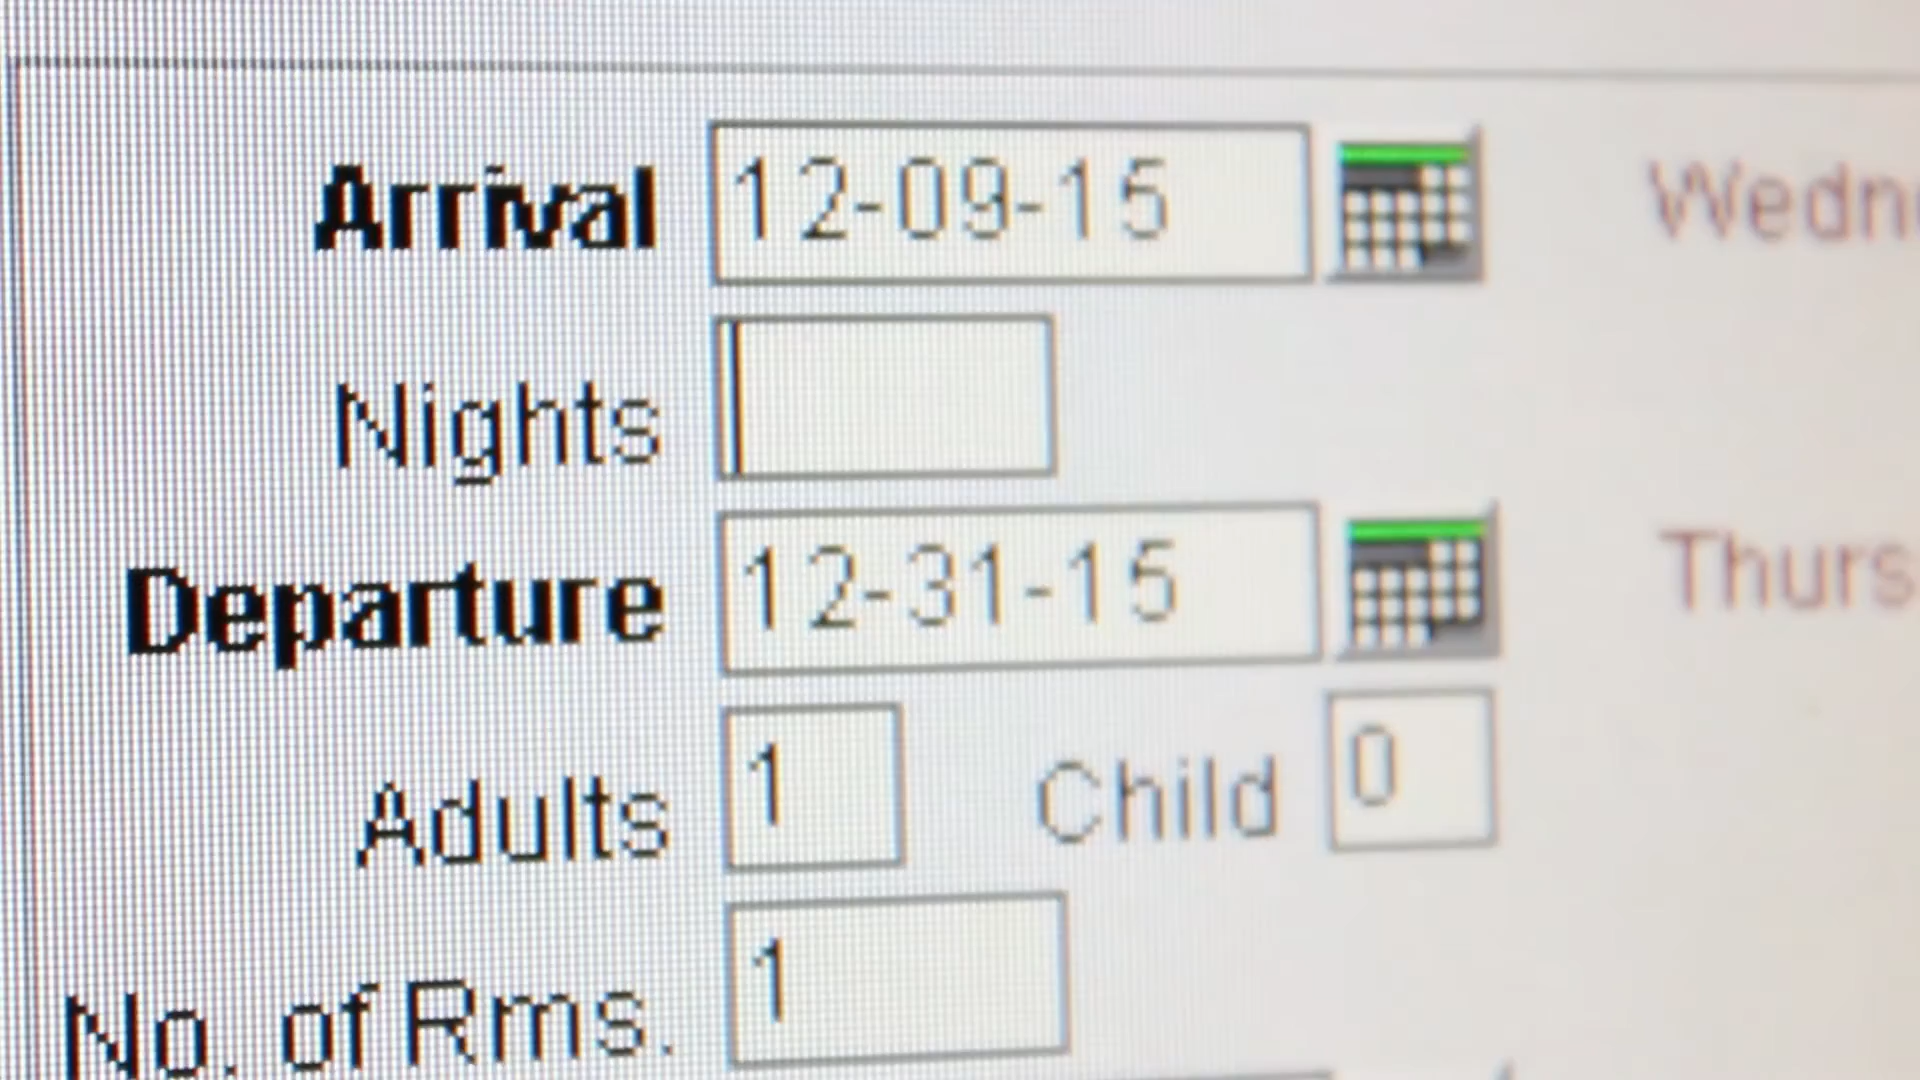 Arrival 12-09-15
Nights
Departure 12-31-15
Adults 1 Child 0
No. of Rms. 1